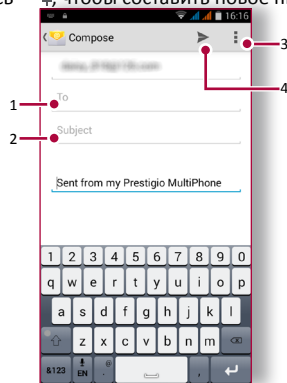 , чтобы составить новое п
16:16
Compose
3
4
To
1
Subject
2
Sent from my Prestigio MultiPhone
1 2 3 4 5 6 7 8 9 0
q w e r t y u i o p
a s d f g h j k l
z x c v b n m
&123 EN @ . ,